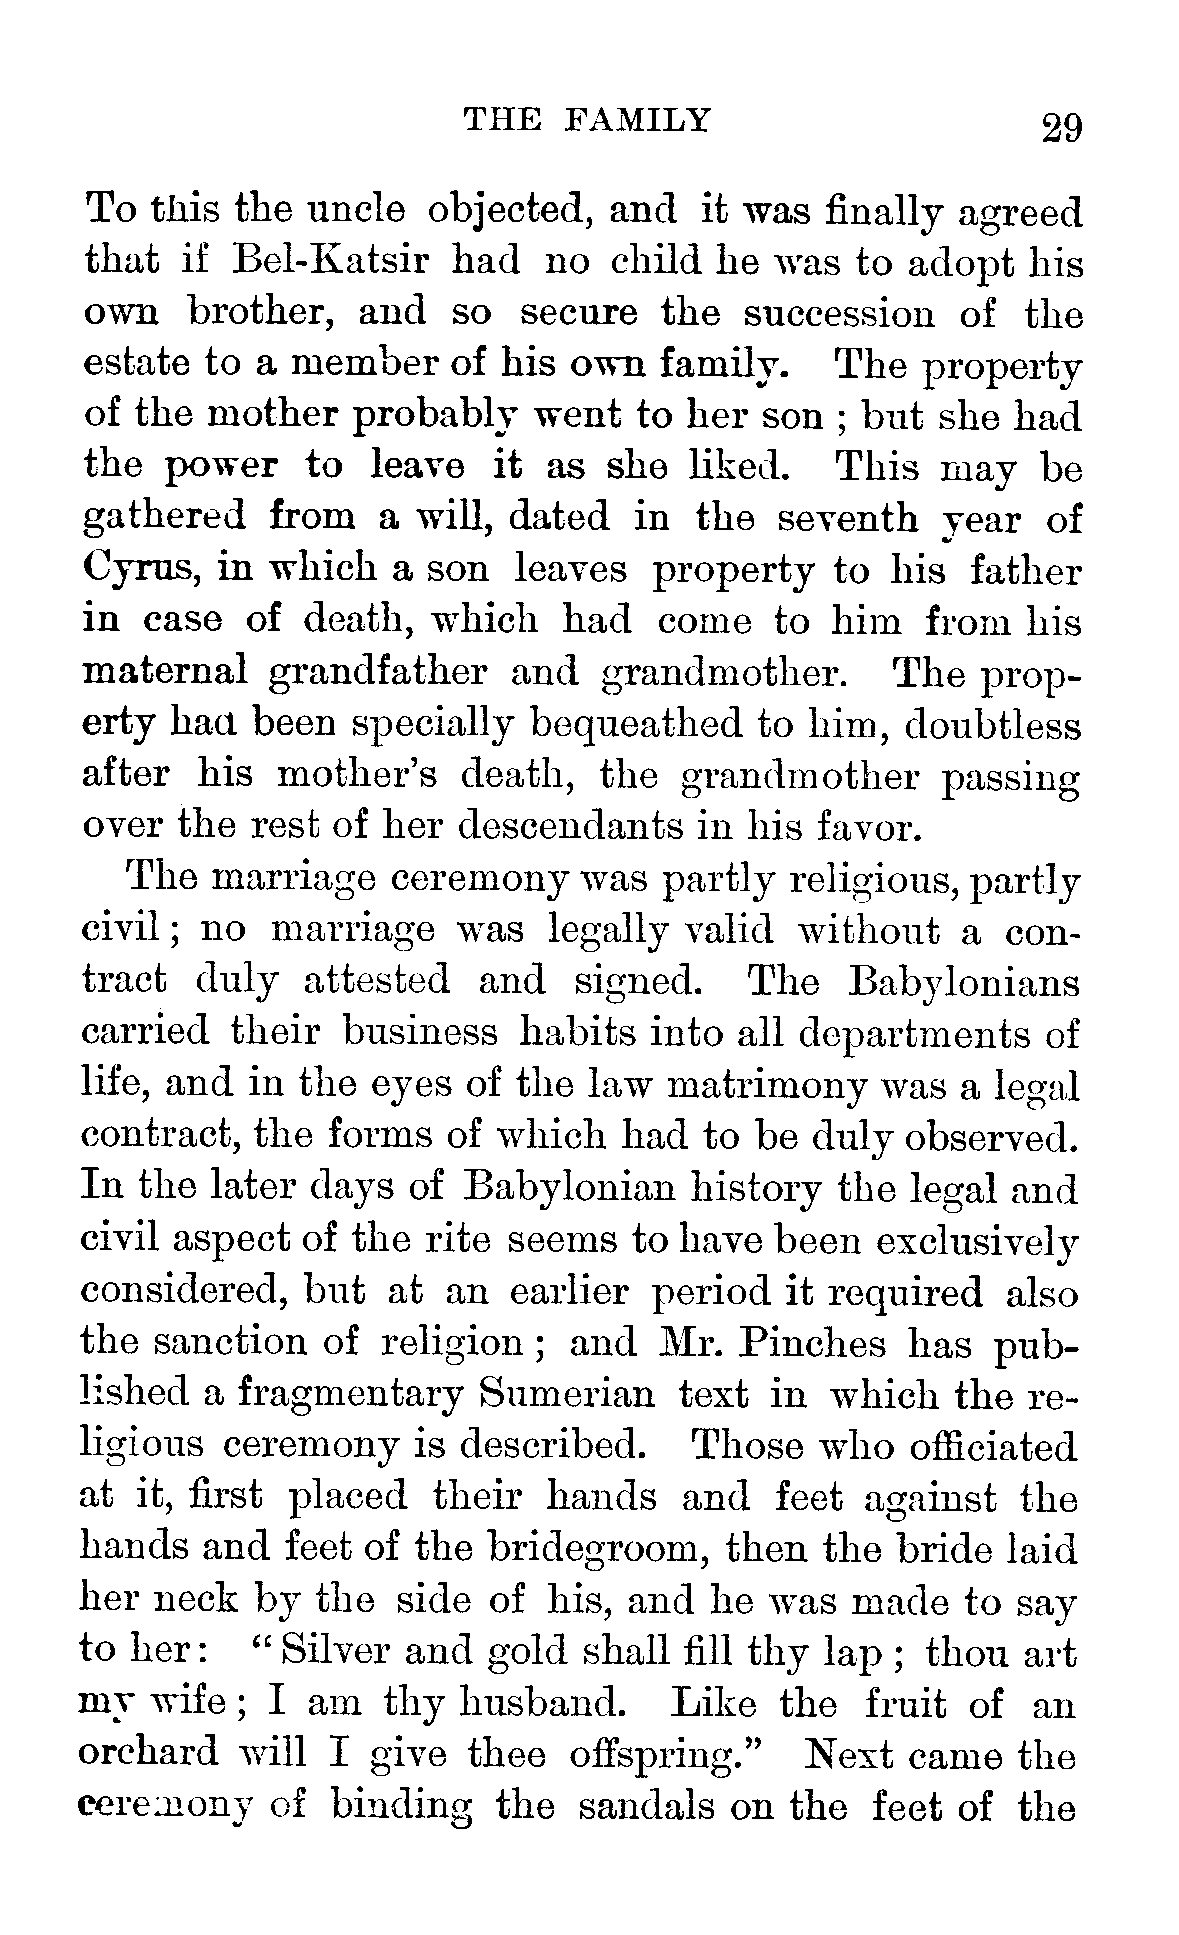 THE FAMILY 29
To this the uncle objected, and it was finally agreed
that if Bel-Katsir had no child he was to adopt his
own brother, and so secure the succession of the
estate to a member of his own family. The property
of the mother probably went to her son ; but she had
the power to leave it as she liked. This may be
gathered from a will, dated in the seventh year of
Cyrus, in which a son leaves property to his father
in case of death, which had come to him from his
maternal grandfather and grandmother. The prop-
erty had been specially bequeathed to him, doubtless
after his mother's death, the grandmother passing
over the rest of her descendants in his favor.
The marriage ceremony was partly religious, partly
civil ; no marriage was legally valid without a con-
tract duly attested and signed. The Babylonians
carried their business habits into all departments of
life, and in the eyes of the law matrimony was a legal
contract, the forms of which had to be duly observed.
In the later days of Babylonian history the legal and
civil aspect of the rite seems to have been exclusively
considered, but at an earlier period it required also
the sanction of religion ; and Mr. Pinches has pub-
lished a fragmentary Sumerian text in which the re-
ligious ceremony is described. Those who officiated
at it, first placed their hands and feet against the
hands and feet of the bridegroom, then the bride laid
her neck by the side of his, and he was made to say
to her: “ Silver and gold shall fill thy lap ; thou art
my wife ; I am thy husband. Like the fruit of an
orchard will I give thee offspring.” Next came the
ceremony of binding the sandals on the feet of the